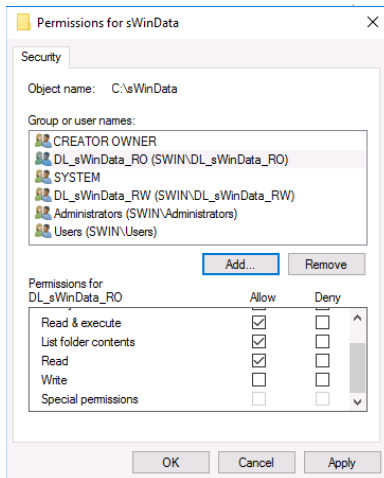 Permissions for sWinData
Security
Object name: C:\sWinData
Group or user names:
CREATOR OWNER
DL_sWinData_RO (SWIN\DL_sWinData_RO)
SYSTEM
DL_sWinData_RW (SWIN\DL_sWinData_RW)
Administrators (SWIN\Administrators)
Users (SWIN\Users)
Add... Remove
Permissions for
DL_sWinData_RO Allow Deny
Read & execute
List folder contents
Read
Write
Special permissions
OK Cancel Apply